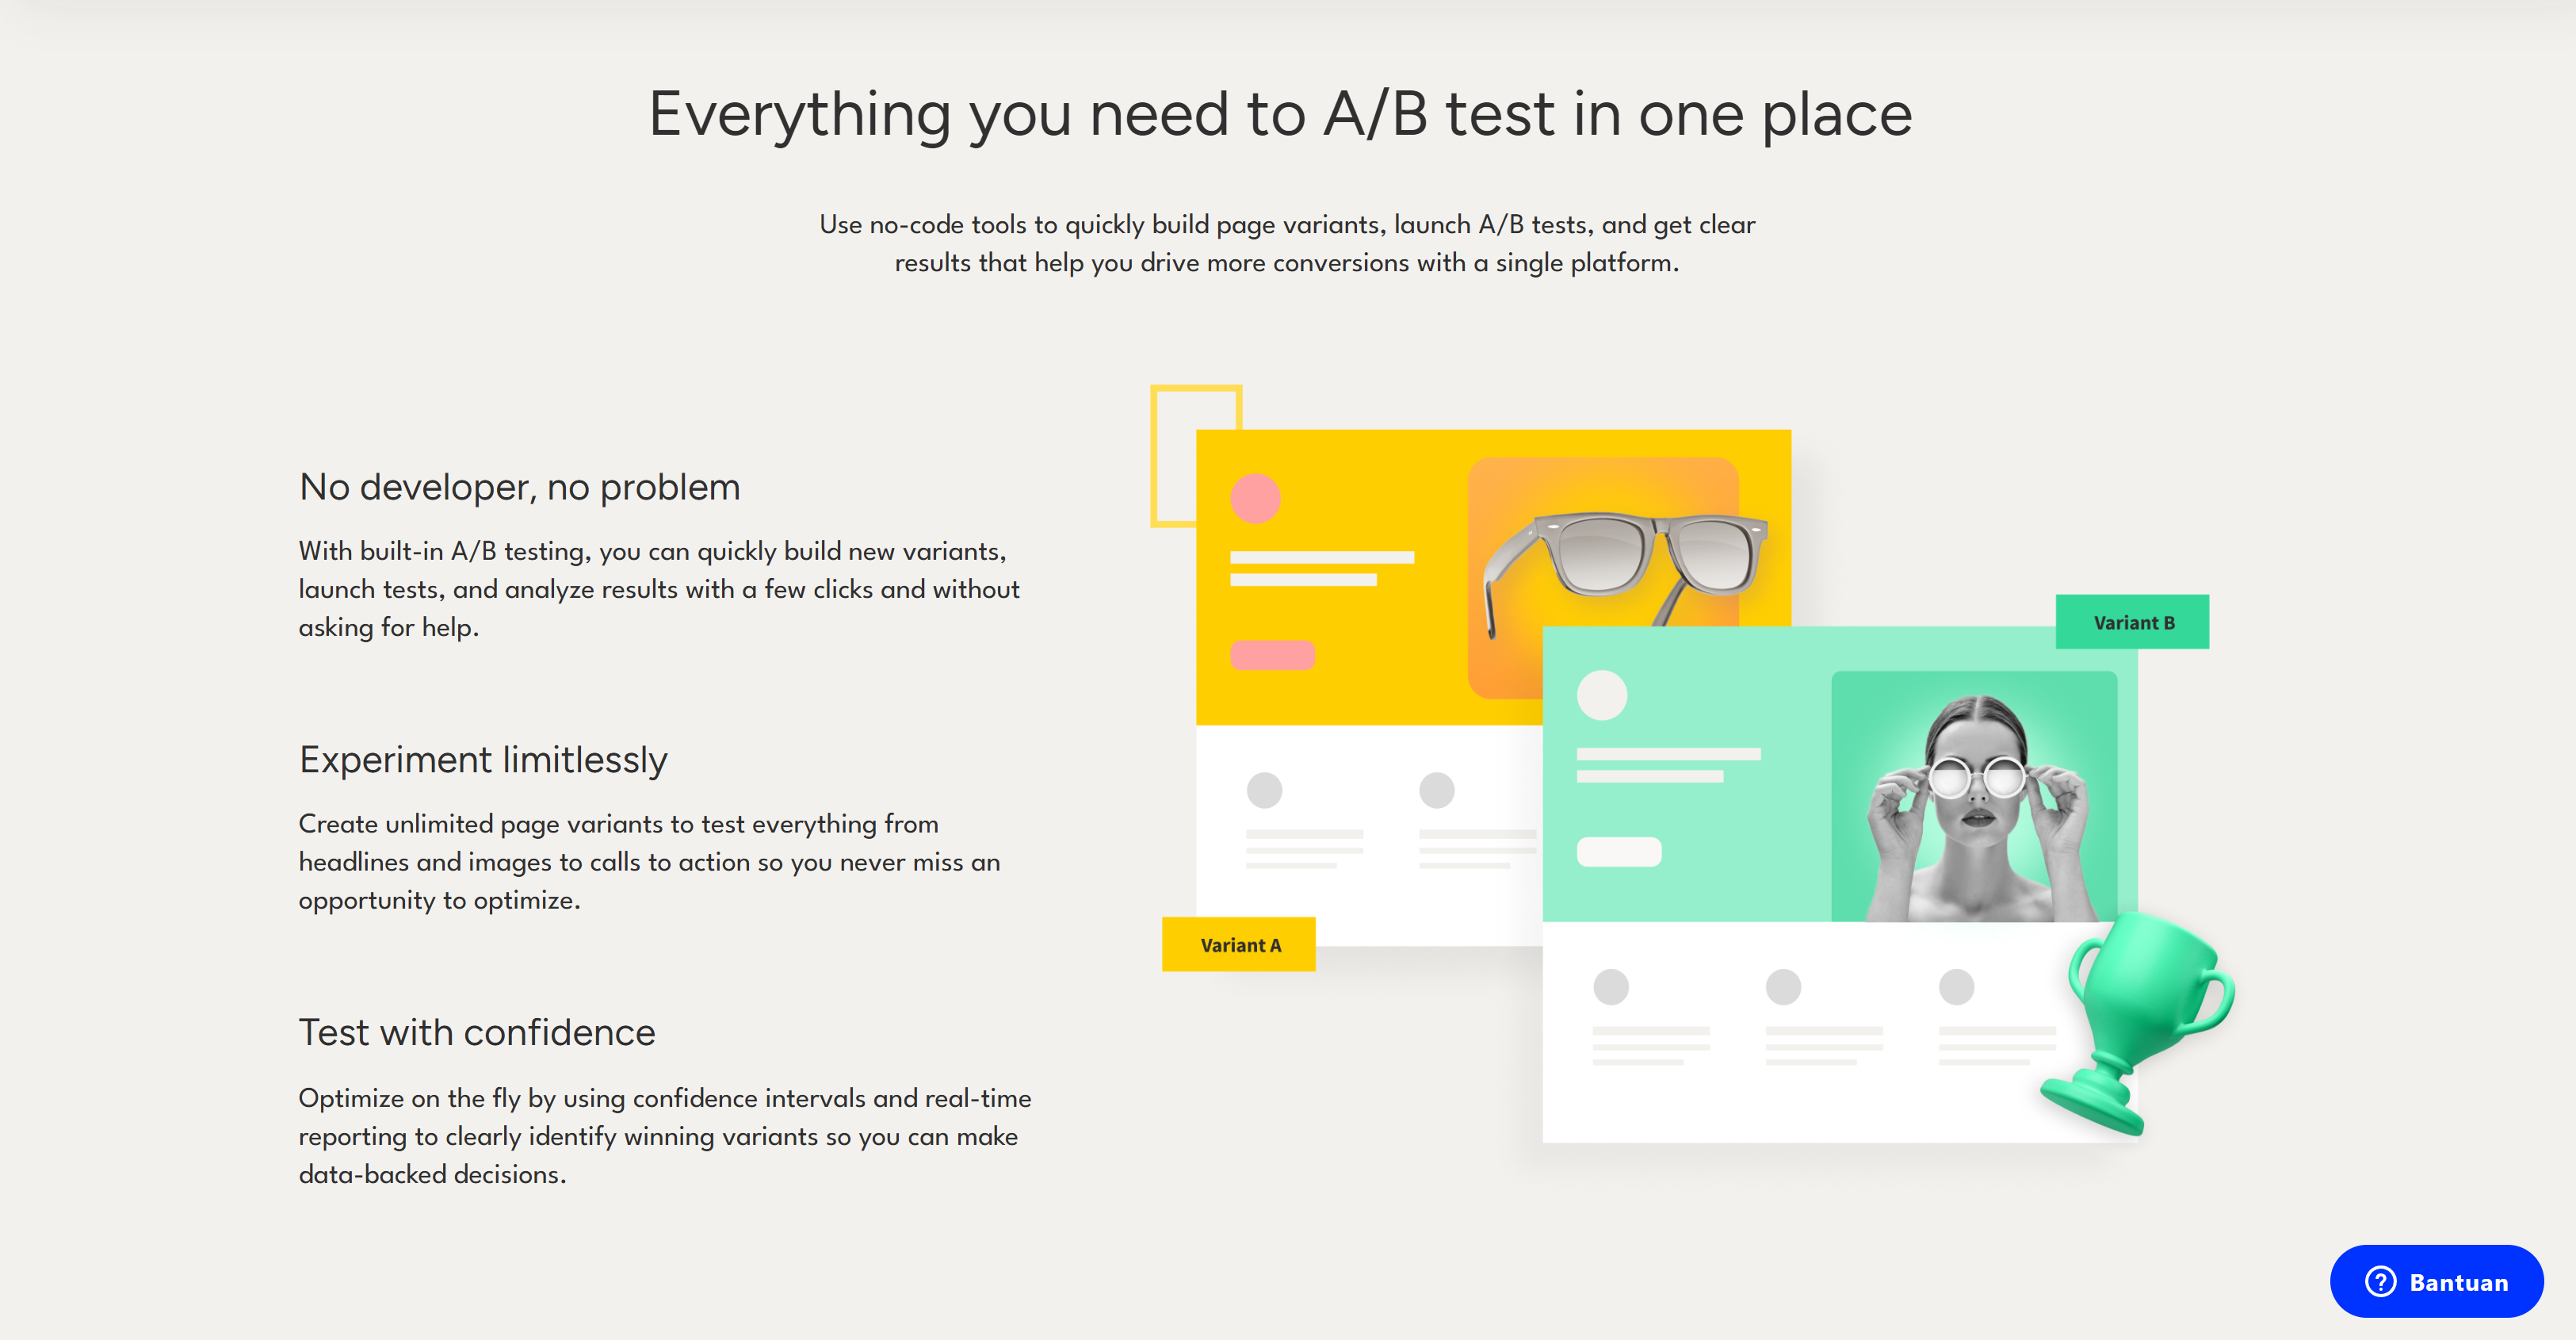 Everything you need to A/B test in one place
Use no-code tools to quickly build page variants, launch A/B tests, and get clear
results that help you drive more conversions with a single platform.
No developer, no problem
With built-in A/B testing, you can quickly build new variants,
launch tests, and analyze results with a few clicks and without
asking for help.
Experiment limitlessly
Create unlimited page variants to test everything from
headlines and images to calls to action so you never miss an
opportunity to optimize.
Test with confidence
Optimize on the fly by using confidence intervals and real-time
reporting to clearly identify winning variants so you can make
data-backed decisions.
Variant B
Variant A
Bantuan